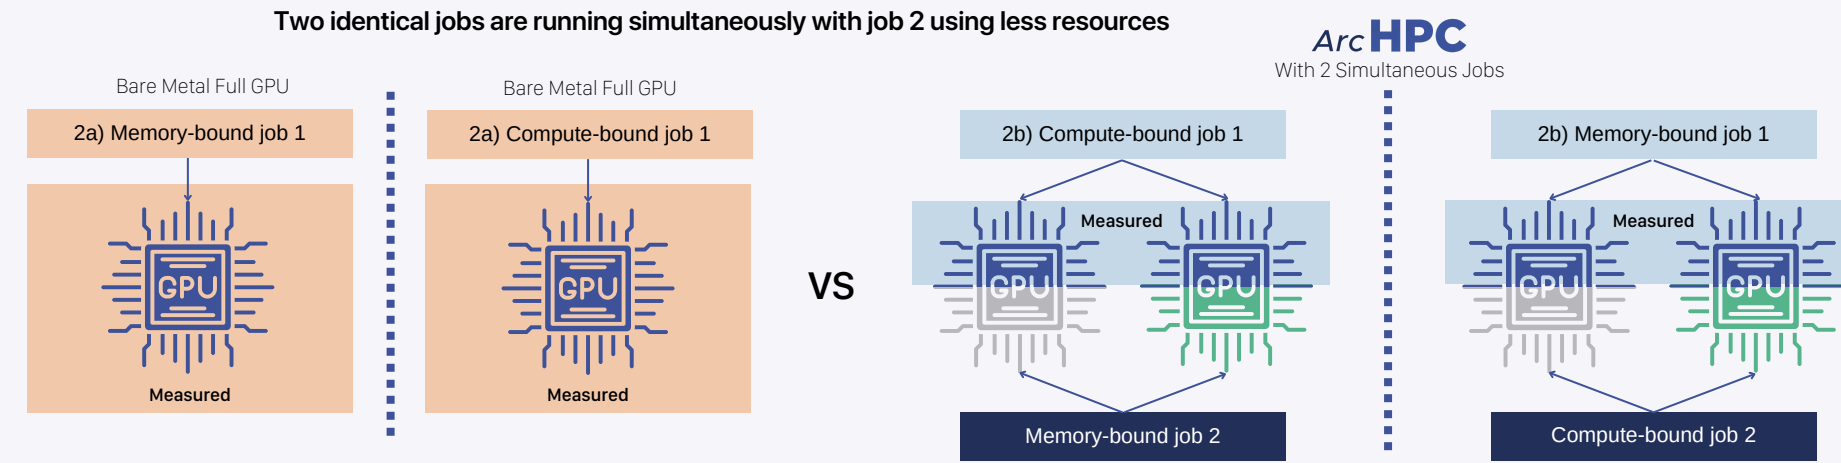 Two identical jobs are running simultaneously with job 2 using less resources
Arc HPC
With 2 Simultaneous Jobs
Bare Metal Full GPU
2a) Memory-bound job 1
GPU
Measured
Bare Metal Full GPU
2a) Compute-bound job 1
GPU
Measured
VS
2b) Compute-bound job 1
Measured
GPU
GPU
Memory-bound job 2
2b) Memory-bound job 1
Measured
GPU
GPU
Compute-bound job 2